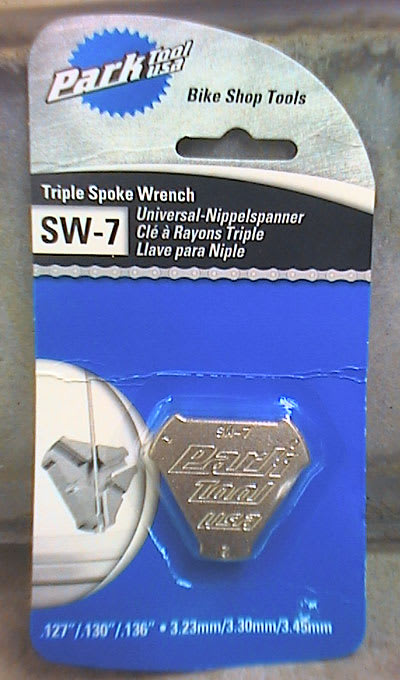 Park Tool
USA
Bike Shop Tools
Triple Spoke Wrench
SW-7
Universal-Nippelspanner
Clé à Rayons Triple
Llave para Niple
SW-7
Park
Tool
USA
.127"/.130"/.136" • 3.23mm/3.30mm/3.45mm